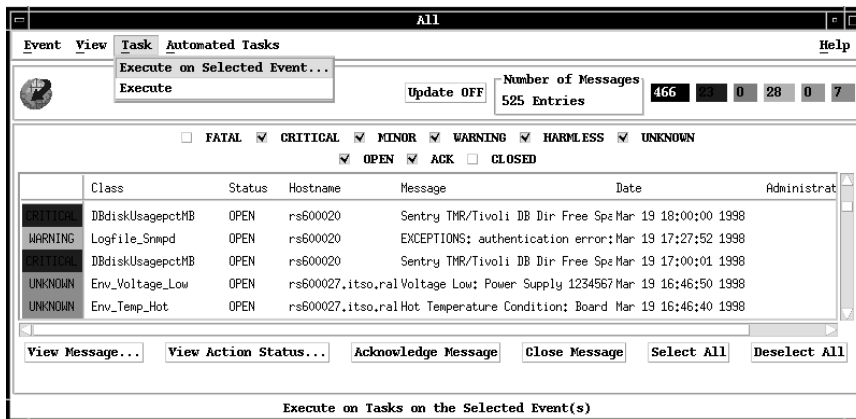 All
Event View Task Automated Tasks Help
Execute on Selected Event...
Execute
Update OFF
Number of Messages
525 Entries
466 23 0 28 0 7
FATAL CRITICAL MINOR WARNING HARMLESS UNKNOWN
OPEN ACK CLOSED
Class Status Hostname Message Date Administrat
CRITICAL DBdiskUsagepctMB OPEN rs600020 Sentry TMR/Tivoli DB Dir Free Spa Mar 19 18:00:00 1998
WARNING Logfile_Snmpd OPEN rs600020 EXCEPTIONS: authentication error: Mar 19 17:27:52 1998
CRITICAL DBdiskUsagepctMB OPEN rs600020 Sentry TMR/Tivoli DB Dir Free Spa Mar 19 17:00:01 1998
UNKNOWN Env_Voltage_Low OPEN rs600027.itso.ral Voltage Low: Power Supply 1234567 Mar 19 16:46:50 1998
UNKNOWN Env_Temp_Hot OPEN rs600027.itso.ral Hot Temperature Condition: Board Mar 19 16:46:40 1998
View Message... View Action Status... Acknowledge Message Close Message Select All Deselect All
Execute on Tasks on the Selected Event(s)